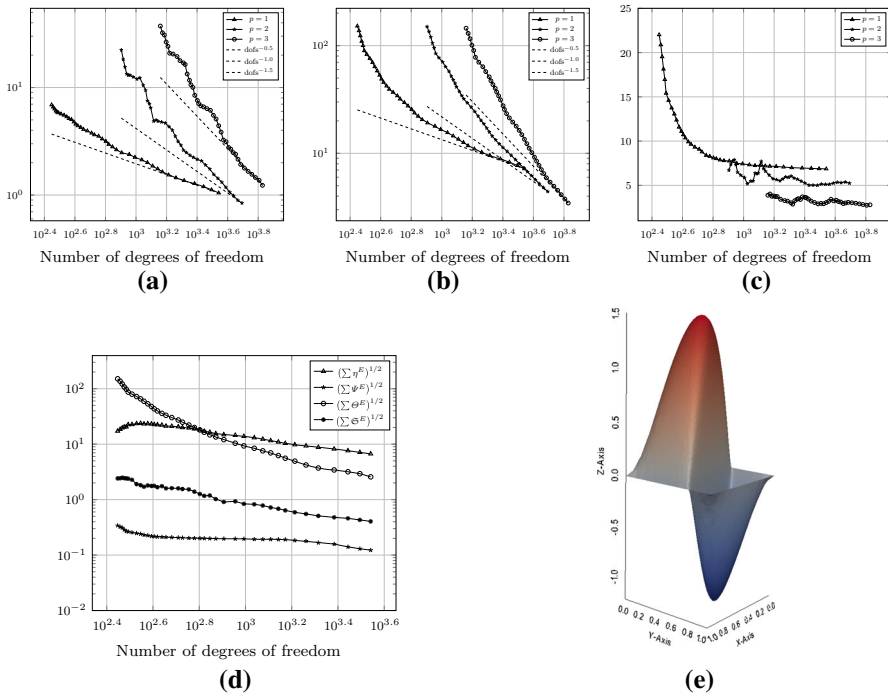 p = 1
p = 2
p = 3
dofs^{-0.5}
dofs^{-1.0}
dofs^{-1.5}
10^1
10^0
10^{2.4} 10^{2.6} 10^{2.8} 10^3 10^{3.2} 10^{3.4} 10^{3.6} 10^{3.8}
Number of degrees of freedom
(a)
p = 1
p = 2
p = 3
dofs^{-0.5}
dofs^{-1.0}
dofs^{-1.5}
10^2
10^1
10^{2.4} 10^{2.6} 10^{2.8} 10^3 10^{3.2} 10^{3.4} 10^{3.6} 10^{3.8}
Number of degrees of freedom
(b)
p = 1
p = 2
p = 3
25
20
15
10
5
10^{2.4} 10^{2.6} 10^{2.8} 10^3 10^{3.2} 10^{3.4} 10^{3.6} 10^{3.8}
Number of degrees of freedom
(c)
(∑ η^E)^{1/2}
(∑ Ψ^E)^{1/2}
(∑ Θ^E)^{1/2}
(∑ 𝔖^E)^{1/2}
10^2
10^1
10^0
10^{−1}
10^{−2}
10^{2.4} 10^{2.6} 10^{2.8} 10^3 10^{3.2} 10^{3.4} 10^{3.6}
Number of degrees of freedom
(d)
1.5
1.0
0.5
0.0
-0.5
-1.0
Z-Axis
0.0 0.2 0.4 0.6 0.8 1.0
Y-Axis
1.0 0.8 0.6 0.4 0.2 0.0
X-Axis
(e)